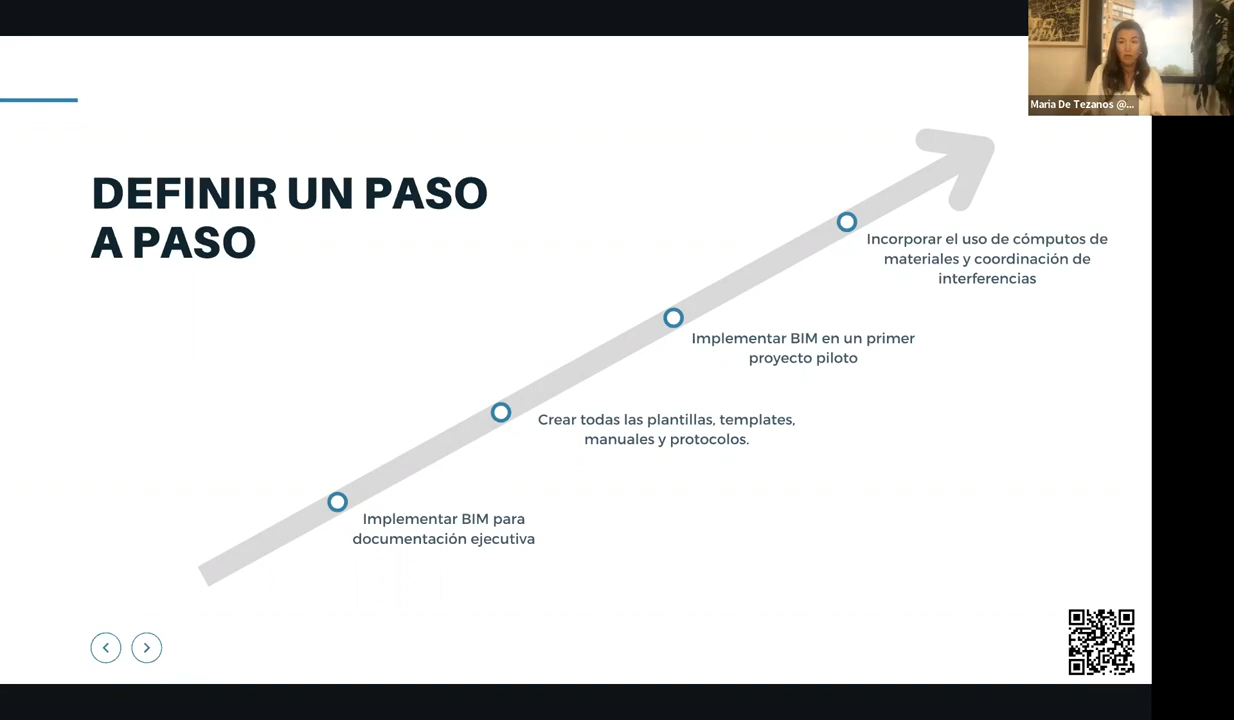 Maria De Tezanos @...
DEFINIR UN PASO
A PASO
Incorporar el uso de cómputos de
materiales y coordinación de
interferencias
Implementar BIM en un primer
proyecto piloto
Crear todas las plantillas, templates,
manuales y protocolos.
Implementar BIM para
documentación ejecutiva